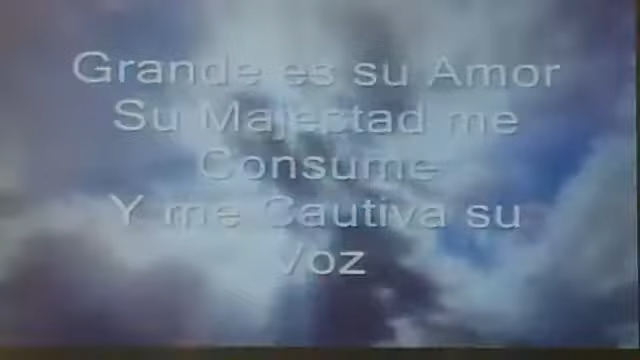 Grande es su Amor
Su Majestad me
Consume
Y me Cautiva su
Voz